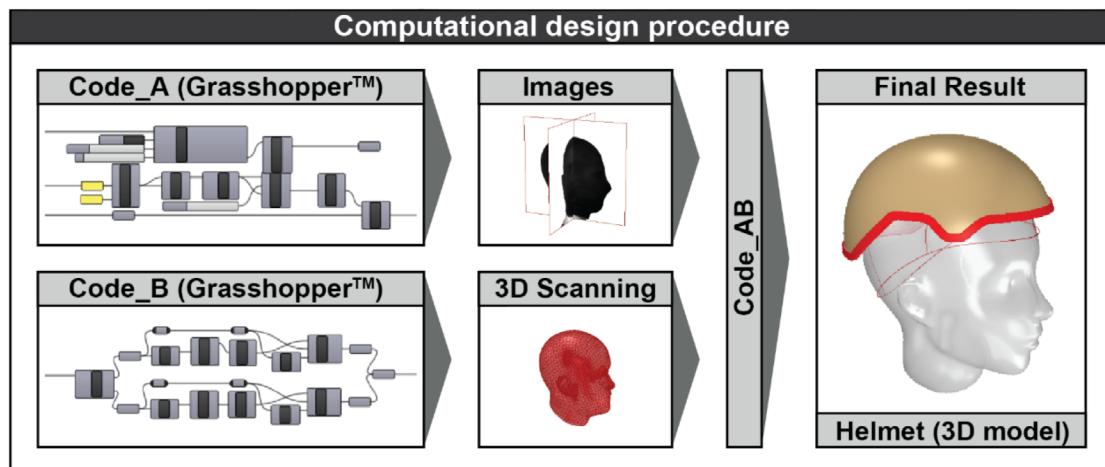 Computational design procedure
Code_A (Grasshopper™)
Images
Code_B (Grasshopper™)
3D Scanning
Code_AB
Final Result
Helmet (3D model)